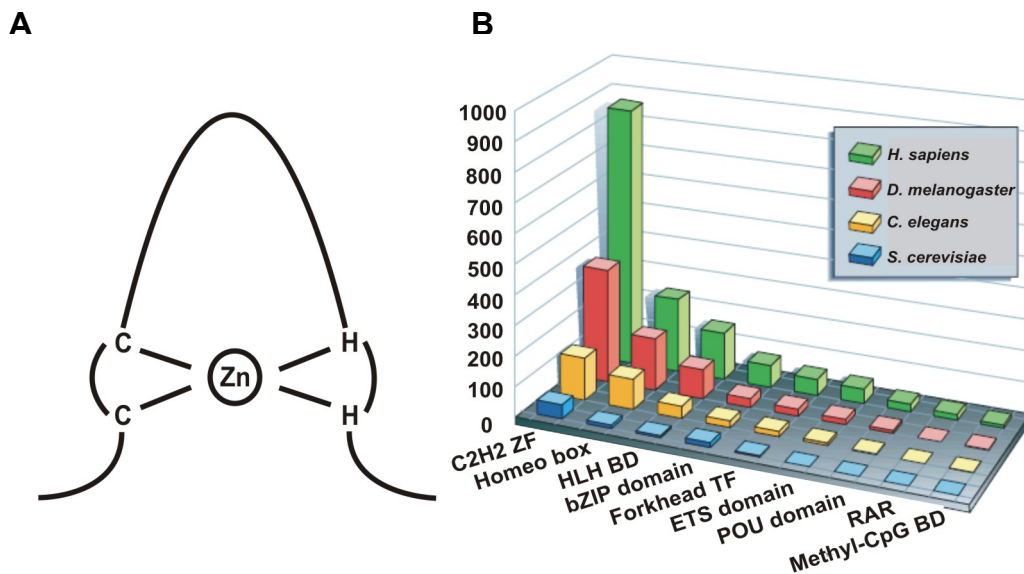 A
B
C
C
Zn
H
H
1000
900
800
700
600
500
400
300
200
100
0
H. sapiens
D. melanogaster
C. elegans
S. cerevisiae
C2H2 ZF
Homeo box
HLH BD
bZIP domain
Forkhead TF
ETS domain
POU domain
RAR
Methyl-CpG BD